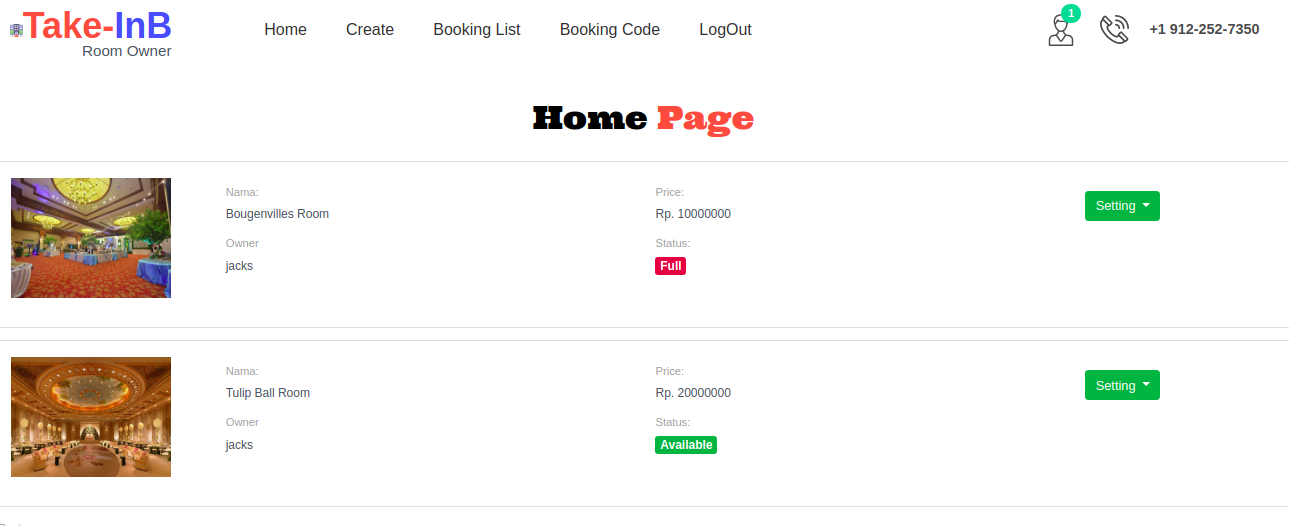 Take-InB
Room Owner
Home
Create
Booking List
Booking Code
LogOut
1
+1 912-252-7350
Home Page
Nama:
Bougenvilles Room
Owner
jacks
Price:
Rp. 10000000
Status:
Full
Setting
Nama:
Tulip Ball Room
Owner
jacks
Price:
Rp. 20000000
Status:
Available
Setting